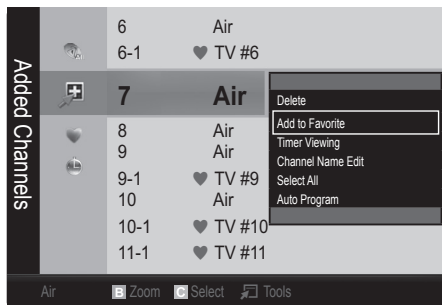 Added Channels
6 Air
6-1 ♥ TV #6
7 Air
8 Air
9 Air
9-1 ♥ TV #9
10 Air
10-1 ♥ TV #10
11-1 ♥ TV #11
Delete
Add to Favorite
Timer Viewing
Channel Name Edit
Select All
Auto Program
Air B Zoom C Select Tools